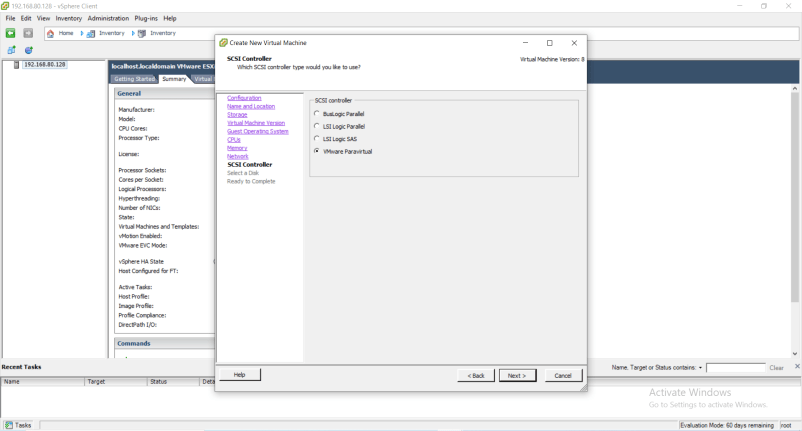 192.168.80.128 - vSphere Client
File Edit View Inventory Administration Plug-ins Help
Home Inventory Inventory
192.168.80.128
localhost.localdomain VMware ESX
Getting Started Summary Virtual
General
Manufacturer:
Model:
CPU Cores:
Processor Type:
License:
Processor Sockets:
Cores per Socket:
Logical Processors:
Hyperthreading:
Number of NICs:
State:
Virtual Machines and Templates:
vMotion Enabled:
VMware EVC Mode:
vSphere HA State
Host Configured for FT:
Active Tasks:
Host Profile:
Image Profile:
Profile Compliance:
DirectPath I/O:
Commands
Create New Virtual Machine
SCSI Controller
Which SCSI controller type would you like to use?
Virtual Machine Version: 8
Configuration
Name and Location
Storage
Virtual Machine Version
Guest Operating System
CPUs
Memory
Network
SCSI Controller
Select a Disk
Ready to Complete
SCSI controller
BusLogic Parallel
LSI Logic Parallel
LSI Logic SAS
VMware Paravirtual
Help
< Back
Next >
Cancel
Recent Tasks
Name, Target or Status contains:
Clear
Name Target Status Deta
Activate Windows
Go to Settings to activate Windows.
Tasks
Evaluation Mode: 60 days remaining root